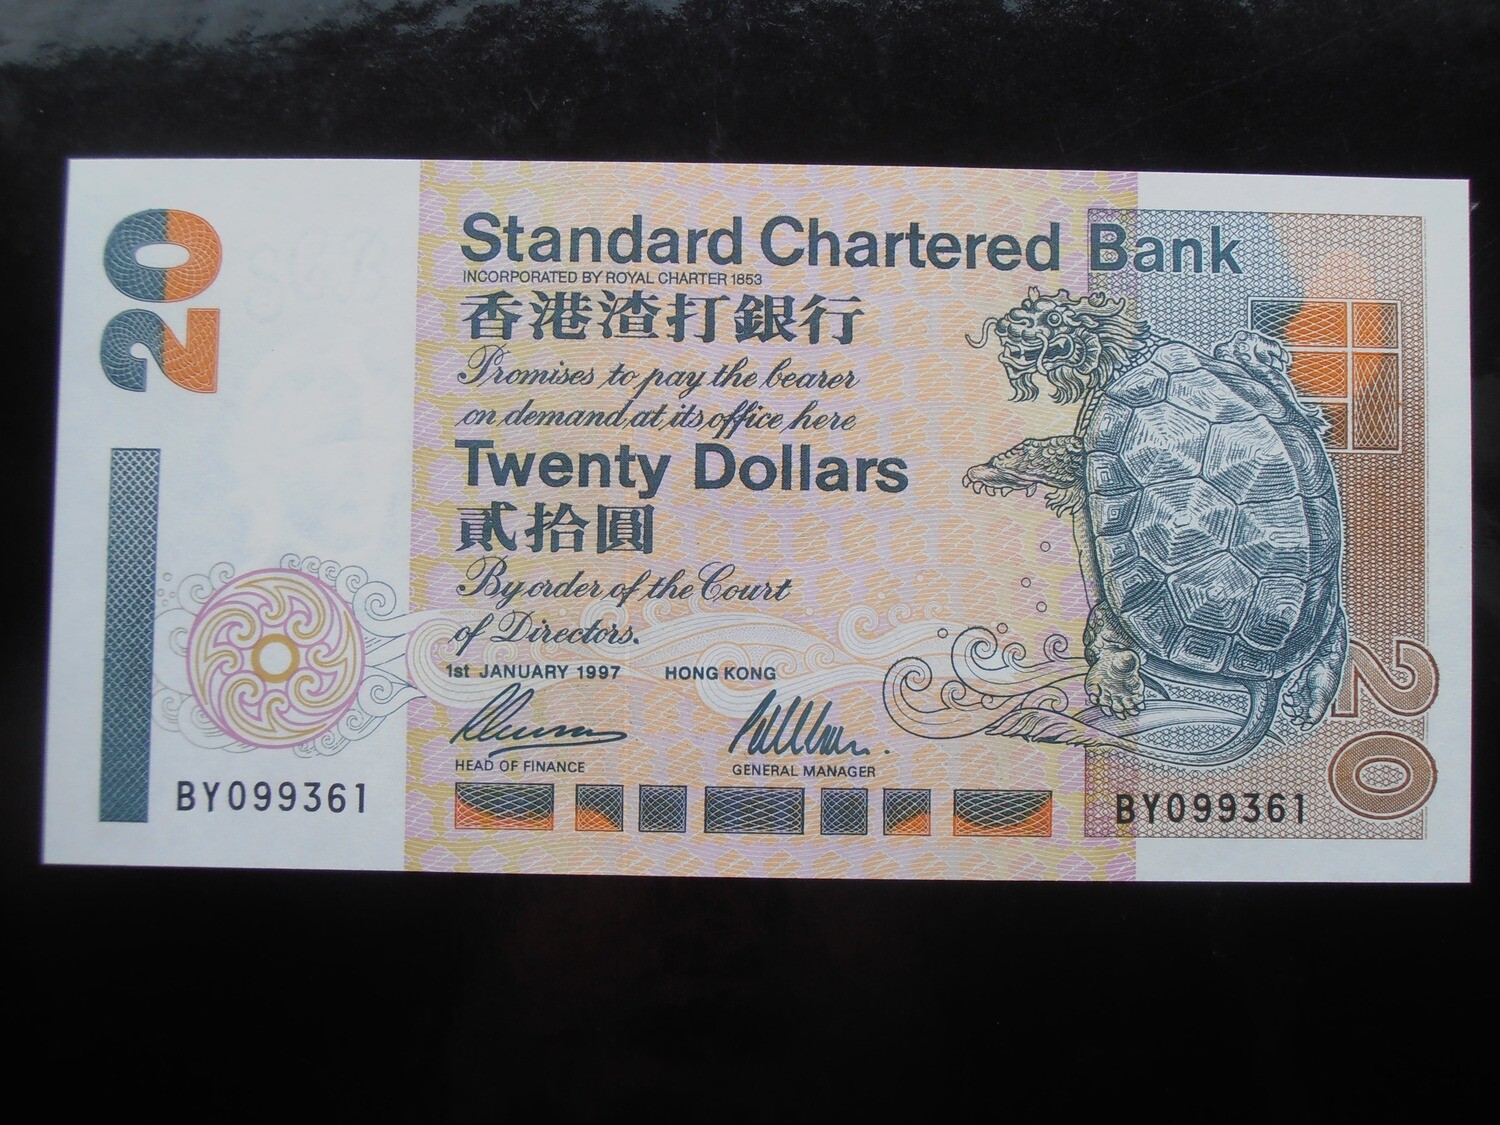 20
Standard Chartered Bank
INCORPORATED BY ROYAL CHARTER 1853
香港渣打銀行
Promises to pay the bearer
on demand at its office here
Twenty Dollars
貳拾圓
By order of the Court
of Directors.
1st JANUARY 1997 HONG KONG
HEAD OF FINANCE GENERAL MANAGER
BY099361
BY099361
20